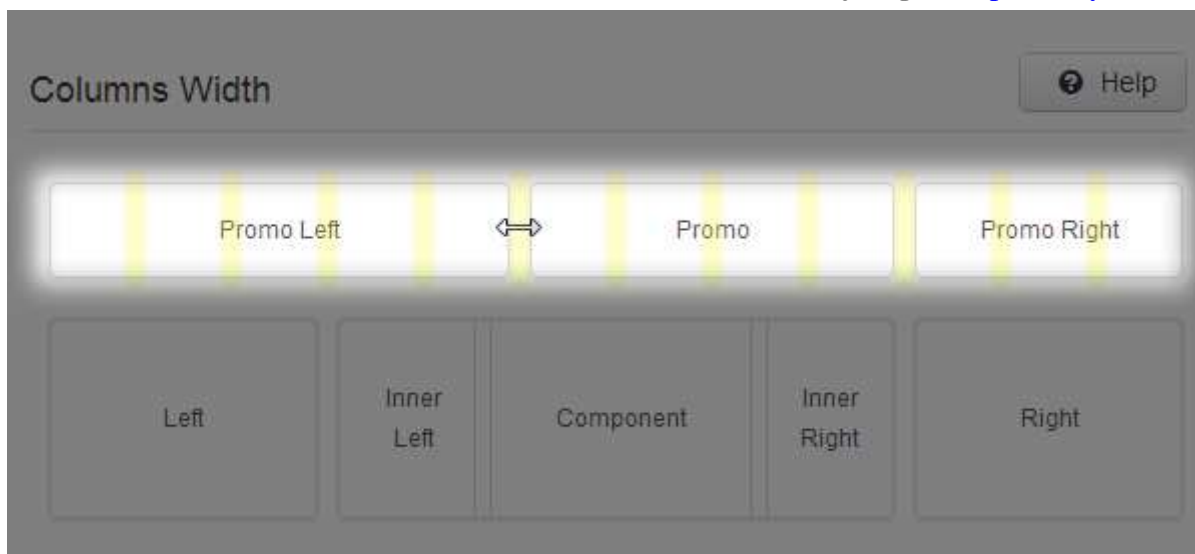 Columns Width
Help
Promo Left
Promo
Promo Right
Left
Inner
Left
Component
Inner
Right
Right